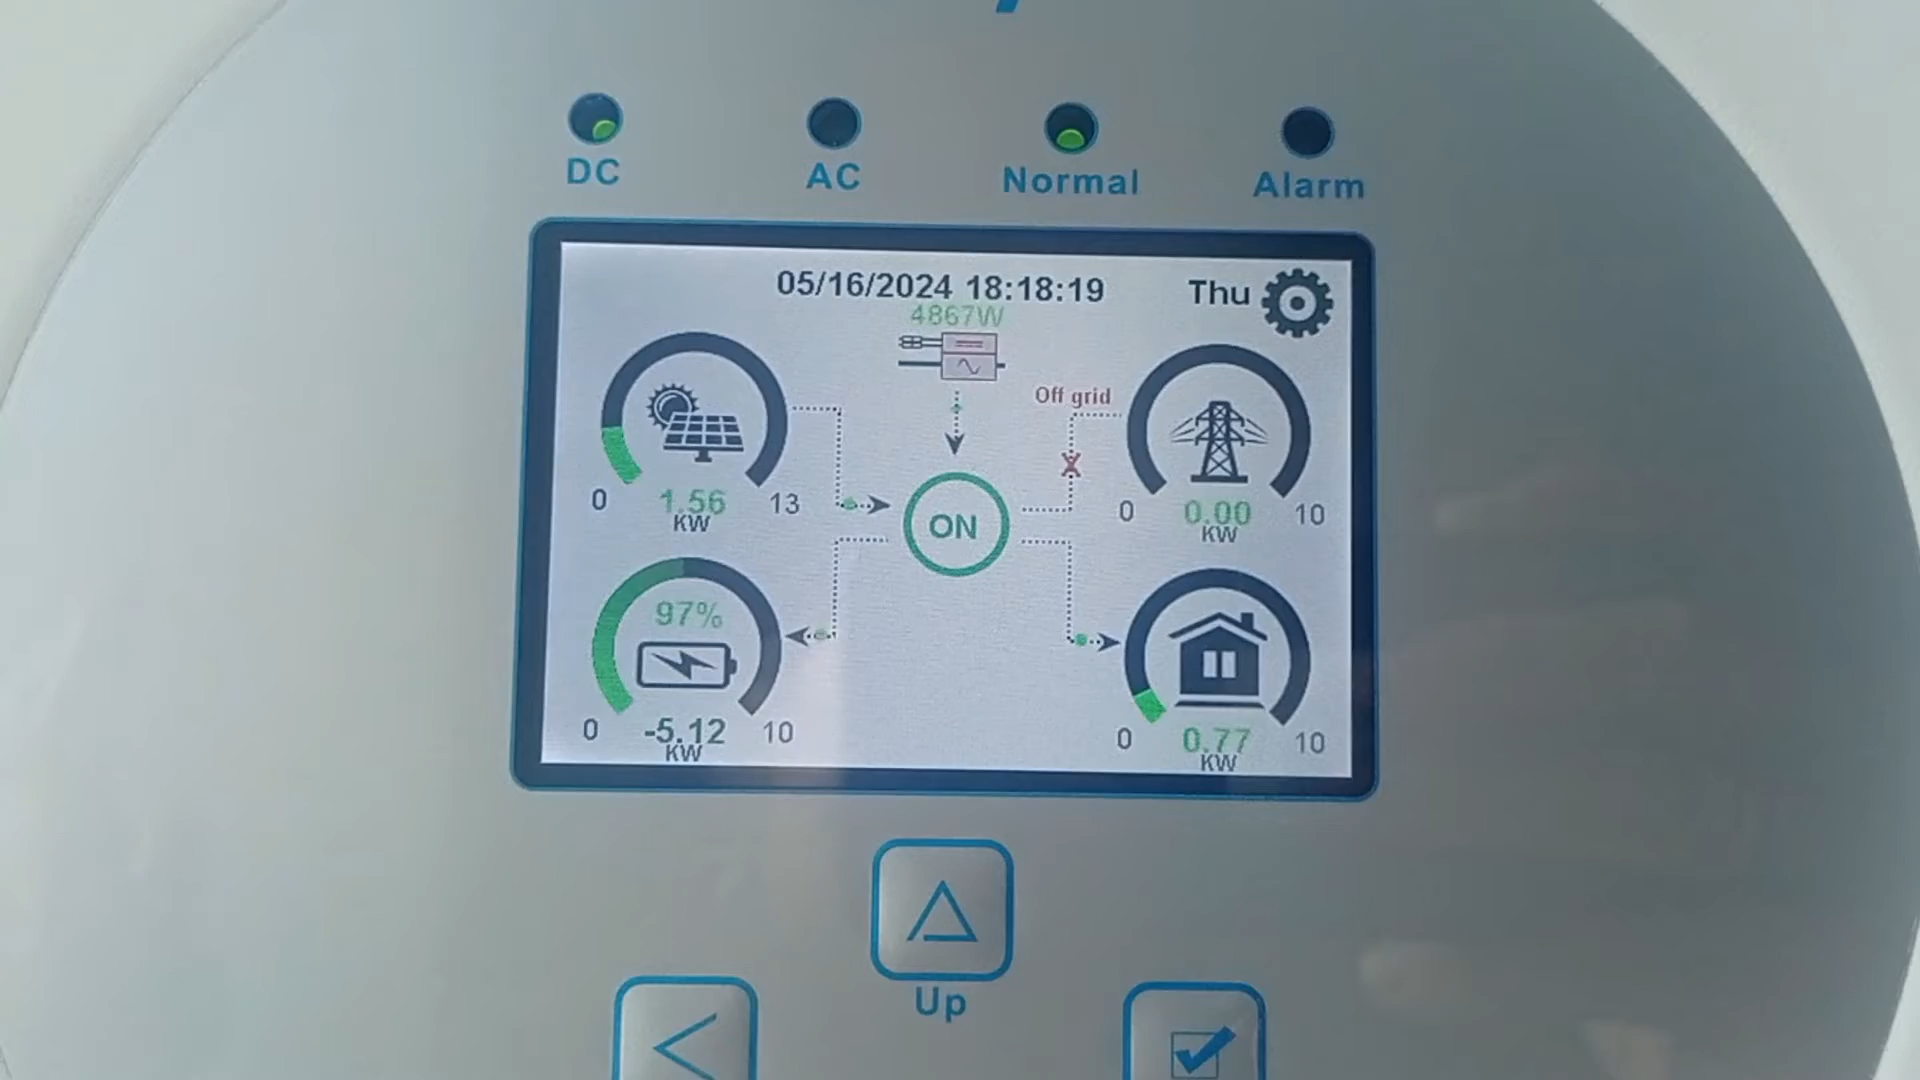 DC AC Normal Alarm
05/16/2024 18:18:19 Thu
4867W
Off grid
0 1.56 13
KW
0 0.00 10
KW
ON
97%
0 -5.12 10
KW
0 0.77 10
KW
Up